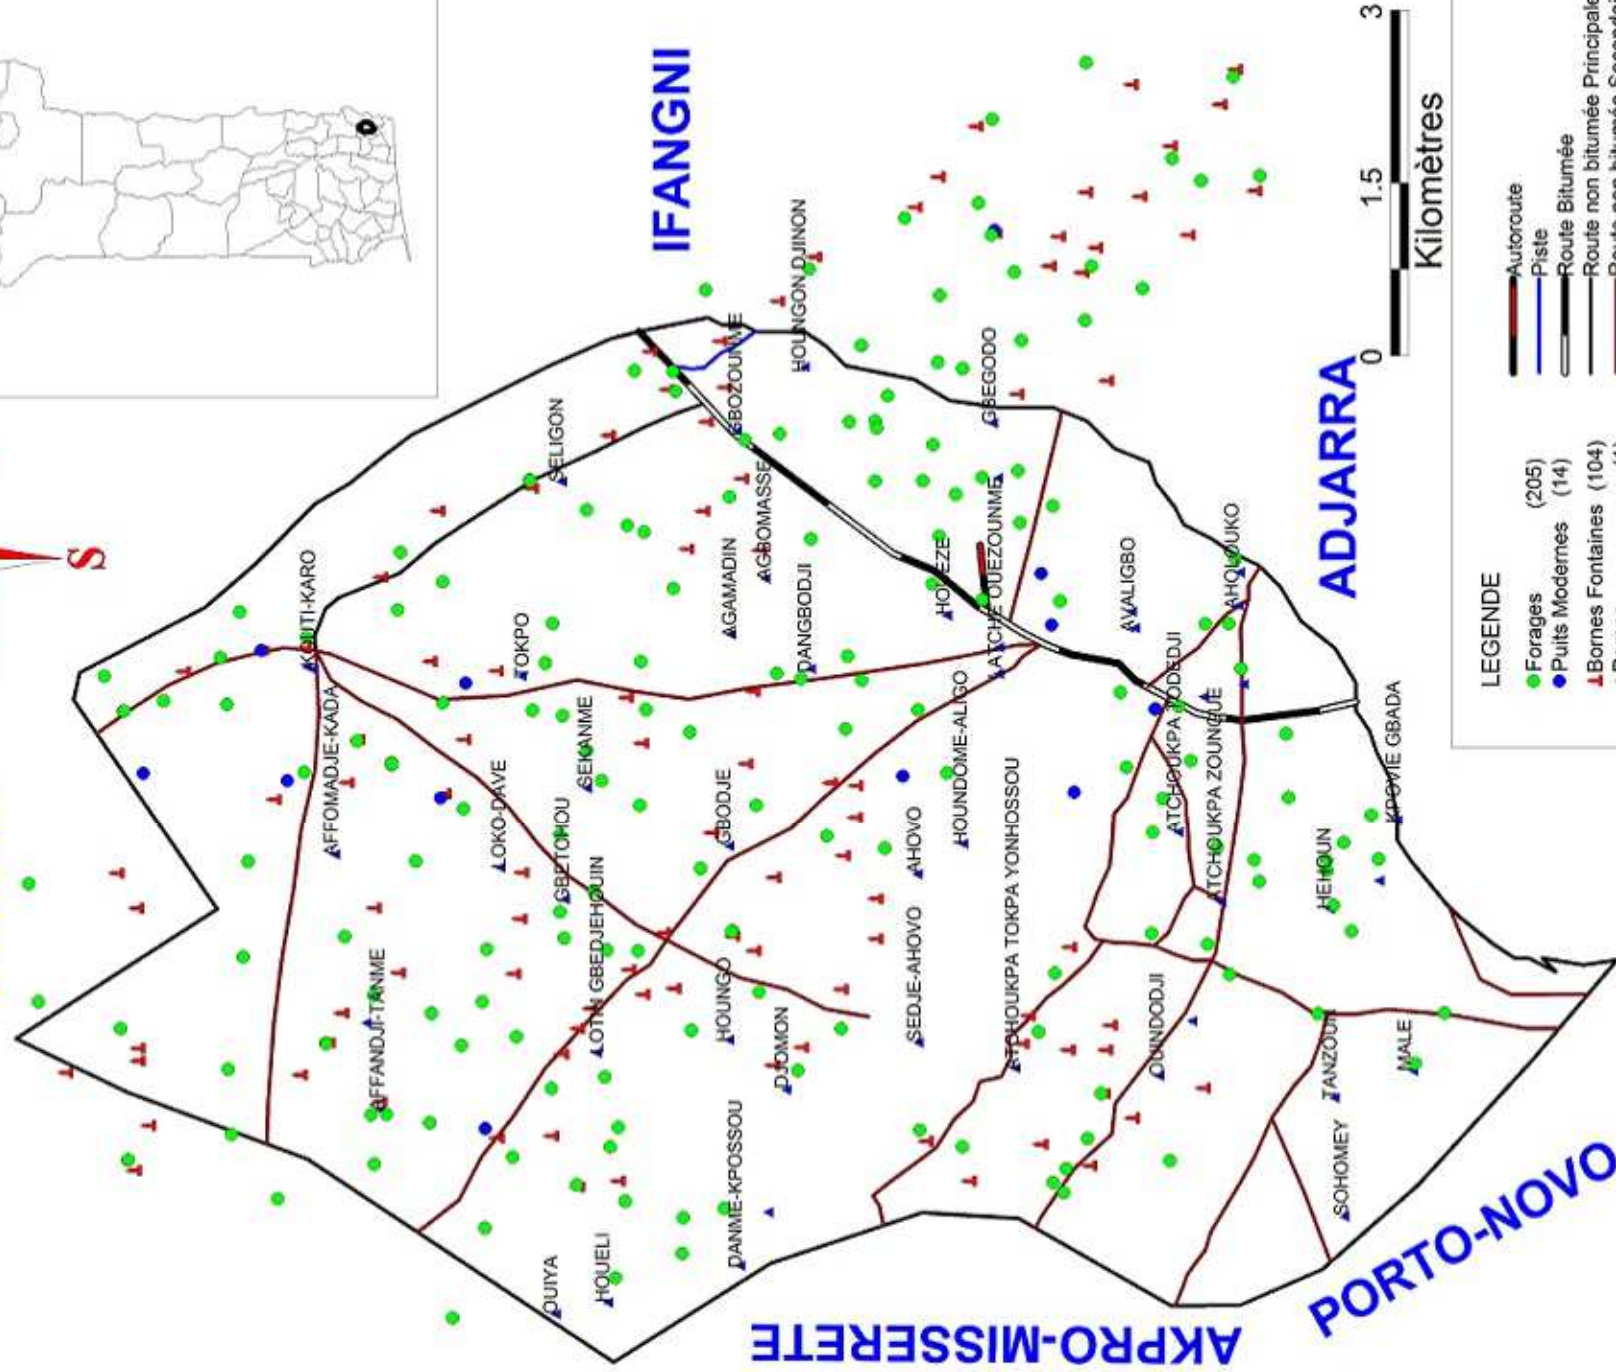 S
KOUTI-KARO
AFFOMADJE-KADA
AFFANDJI-TANME
TOKPO
LOKO-DAVE
SELIGON
GBETOHOU
OUIYA
SEKANME
LOTIN GBEDJEHOUIN
HOUELI
IFANGNI
GBOZOUNME
AGAMADIN
GBODJE
HOUNGO
DANME-KPOSSOU
AGBOMASSE
DJOMON
HOUNGON DJINON
DANGBODJI
AHOVO
SEDJE-AHOVO
HOUEZE
HOUNDOME-ALIGO
GBEGODO
ATCHE OUEZOUNME
ATCHOUKPA TOKPA YONHOSSOU
AVALIGBO
OUINDODJI
ATCHOUKPA DODEDJI
ATCHOUKPA ZOUNGUE
AHOLOUKO
HEHOUN
TANZOUN
SOHOMEY
ADJARRA
AKPRO-MISSERETE
PORTO-NOVO
KPOVIE GBADA
MALE
0 1.5 3
Kilomètres
LEGENDE
Forages (205)
Puits Modernes (14)
Bornes Fontaines (104)
Autoroute
Piste
Route Bitumée
Route non bitumée Principale